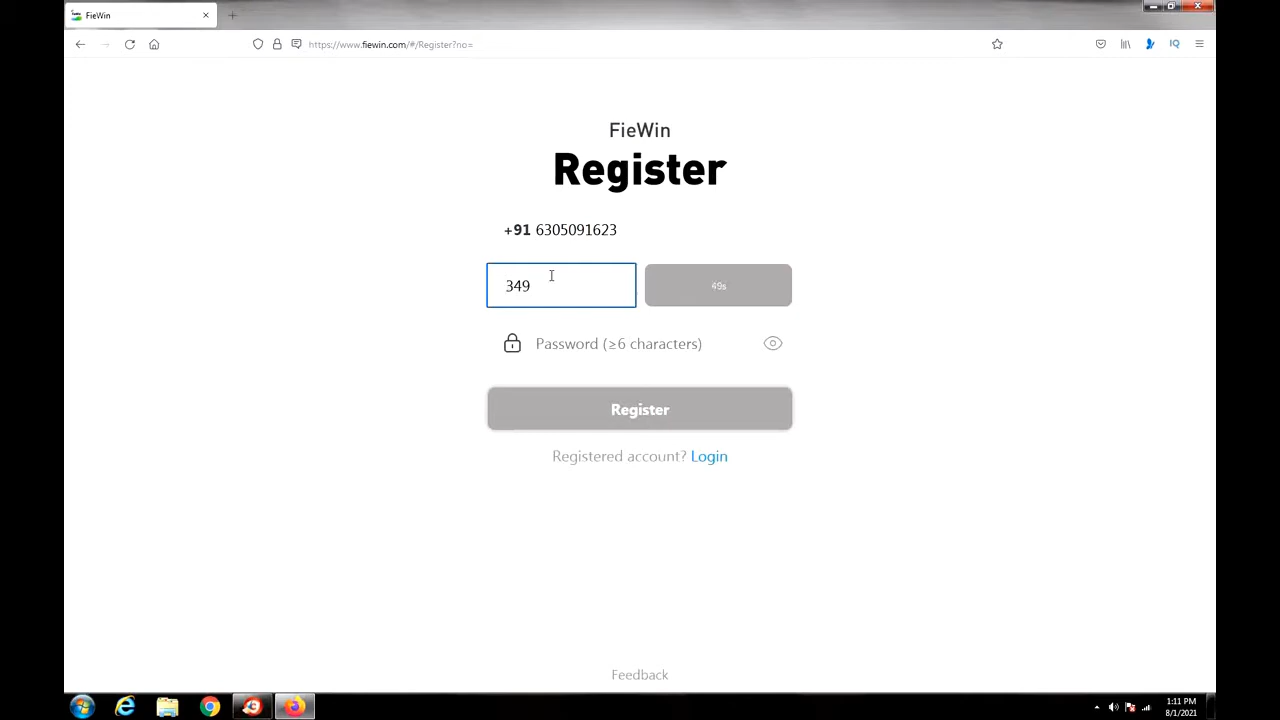 FieWin
https://www.fiewin.com/#/Register?no=
IQ
FieWin
Register
+91 6305091623
349
49s
Password (≥6 characters)
Register
Registered account? Login
Feedback
1:11 PM
8/1/2021